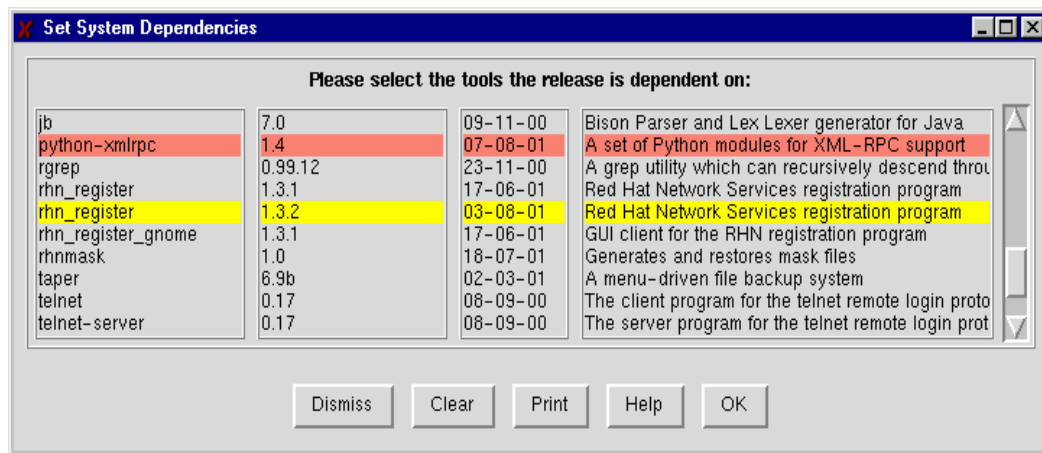 Set System Dependencies
Please select the tools the release is dependent on:
jb 7.0 09-11-00 Bison Parser and Lex Lexer generator for Java
python-xmlrpc 1.4 07-08-01 A set of Python modules for XML-RPC support
rgrep 0.99.12 23-11-00 A grep utility which can recursively descend throu
rhn_register 1.3.1 17-06-01 Red Hat Network Services registration program
rhn_register 1.3.2 03-08-01 Red Hat Network Services registration program
rhn_register_gnome 1.3.1 17-06-01 GUI client for the RHN registration program
rhnmask 1.0 18-07-01 Generates and restores mask files
taper 6.9b 02-03-01 A menu-driven file backup system
telnet 0.17 08-09-00 The client program for the telnet remote login proto
telnet-server 0.17 08-09-00 The server program for the telnet remote login prot
Dismiss Clear Print Help OK